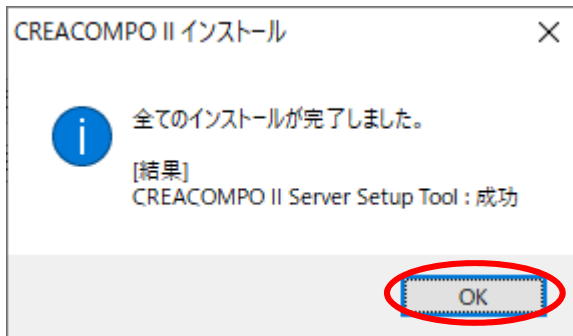 CREACOMPO II インストール
全てのインストールが完了しました。
[結果]
CREACOMPO II Server Setup Tool : 成功
OK